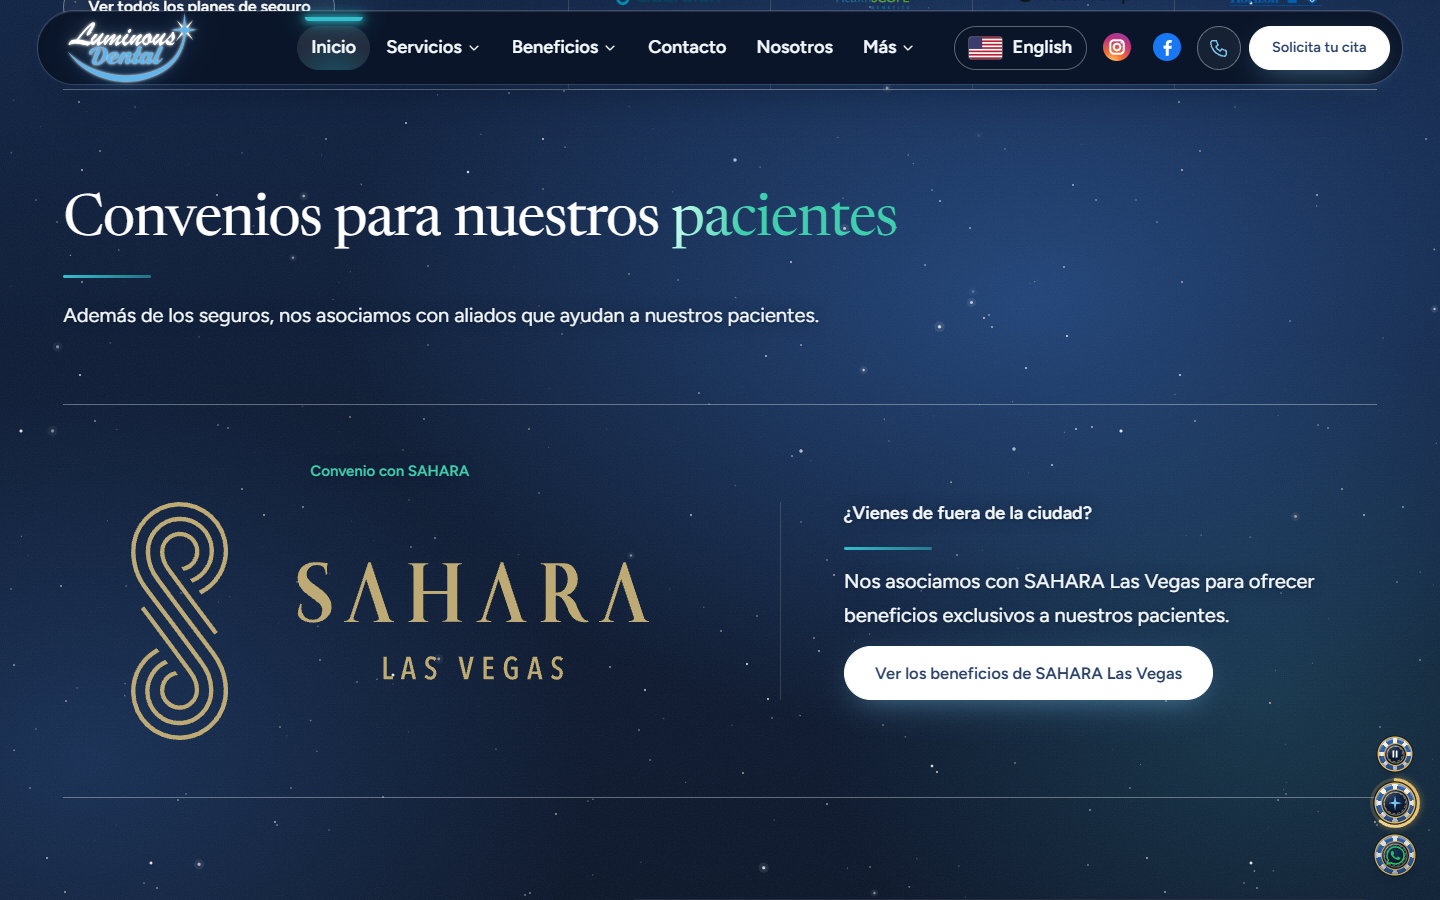 Ver todos los planes de seguro
Luminous
Dental
Inicio
Servicios
Beneficios
Contacto
Nosotros
Más
English
Solicita tu cita
Convenios para nuestros pacientes
Además de los seguros, nos asociamos con aliados que ayudan a nuestros pacientes.
Convenio con SAHARA
SAHARA
LAS VEGAS
¿Vienes de fuera de la ciudad?
Nos asociamos con SAHARA Las Vegas para ofrecer
beneficios exclusivos a nuestros pacientes.
Ver los beneficios de SAHARA Las Vegas